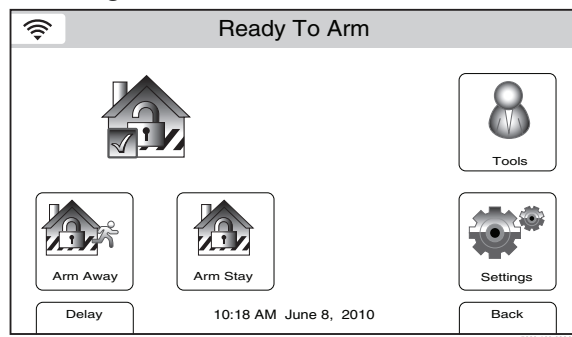 Ready To Arm
Tools
Arm Away
Arm Stay
Settings
Delay
10:18 AM June 8, 2010
Back